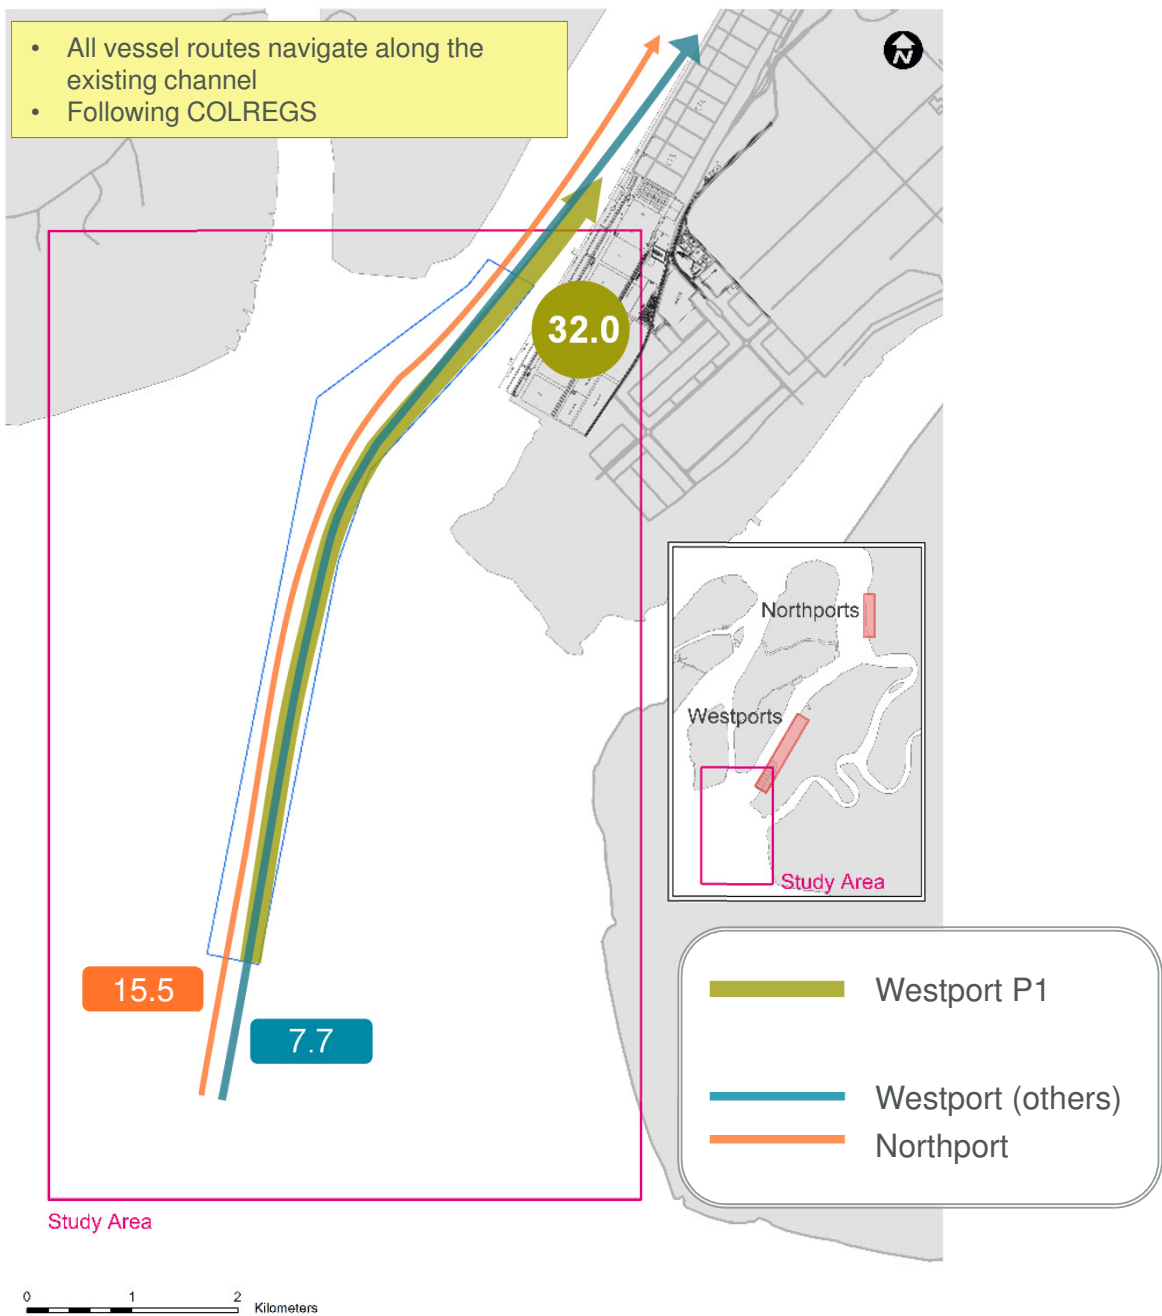 • All vessel routes navigate along the
existing channel
• Following COLREGS
N
32.0
Northports
Westports
Study Area
15.5
7.7
Westport P1
Westport (others)
Northport
Study Area
0 1 2
Kilometers